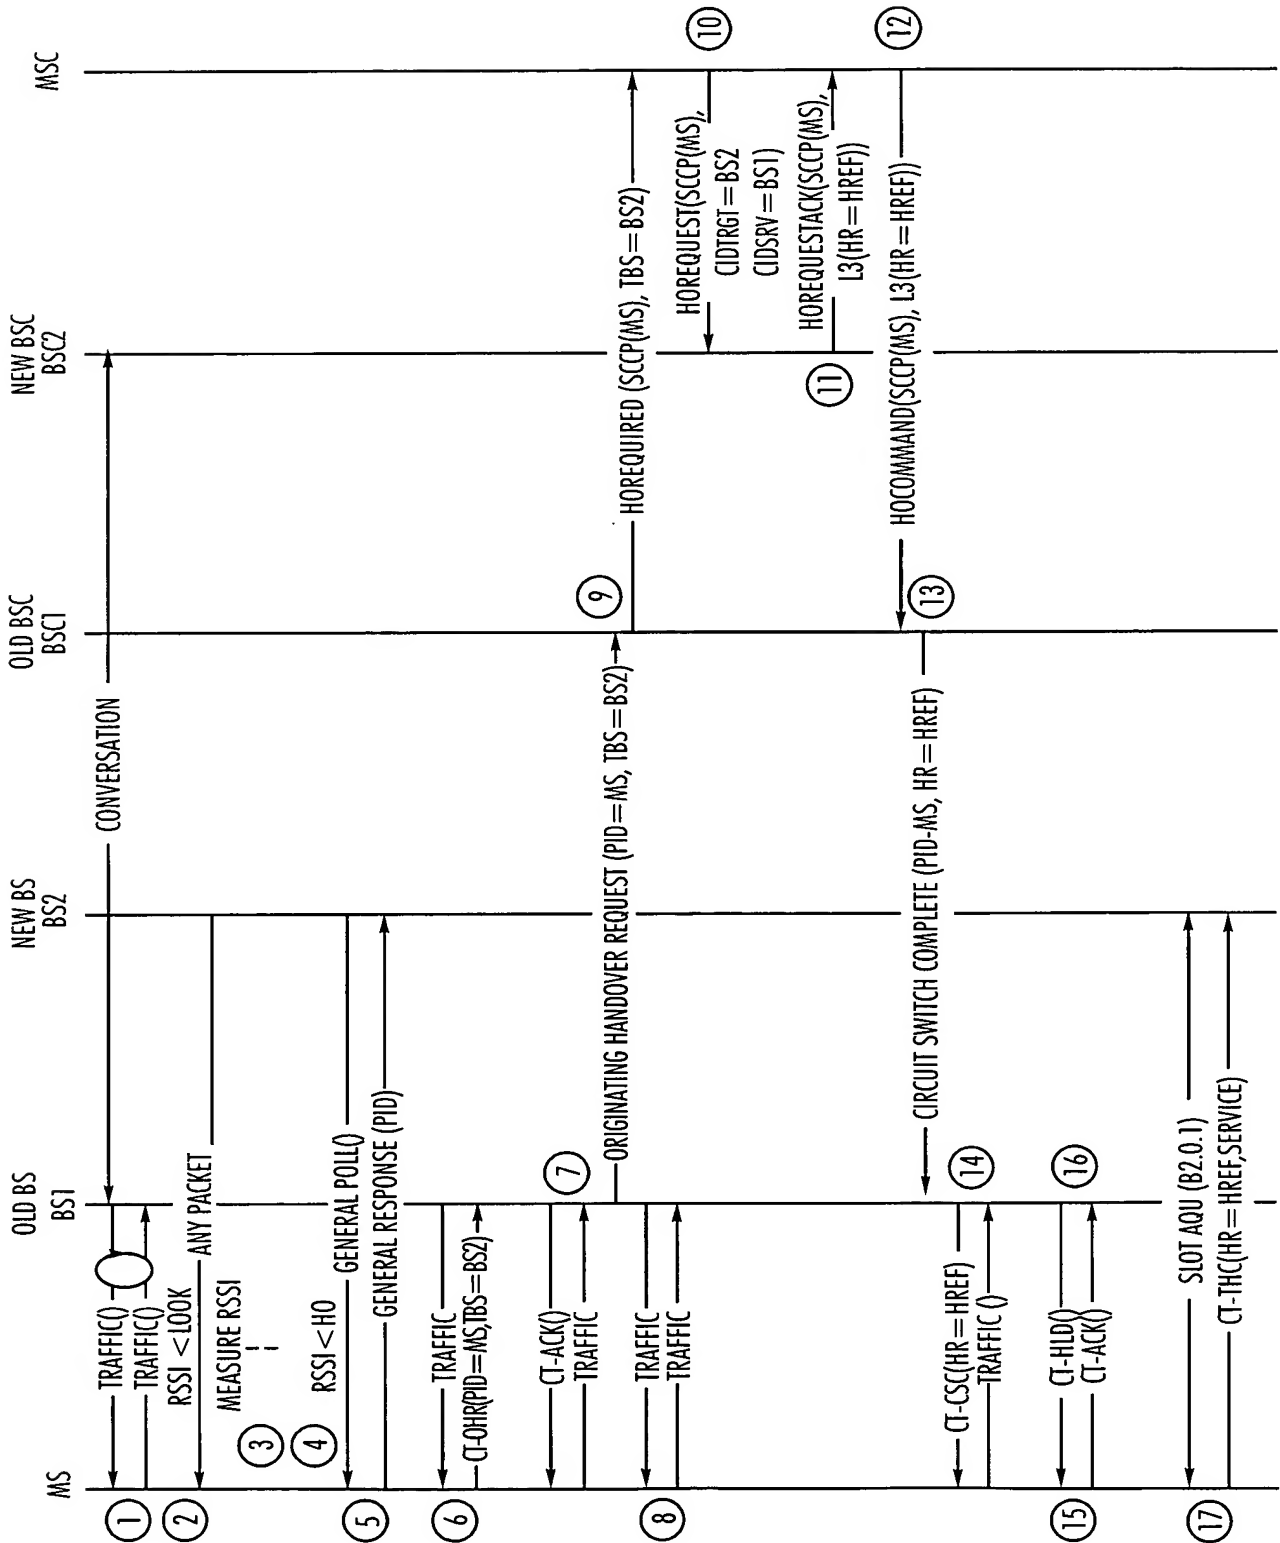 MS
OLD BS
BS1
NEW BS
BS2
OLD BSC
BSC1
NEW BSC
BSC2
MSC
CONVERSATION
1
TRAFFIC()
TRAFFIC()
2
RSSI < LOOK
ANY PACKET
MEASURE RSSI
3
4
RSSI < HO
5
GENERAL POLL()
GENERAL RESPONSE (PID)
6
TRAFFIC
CT-OHR(PID=MS,TBS=BS2)
CT-ACK()
TRAFFIC
7
ORIGINATING HANDOVER REQUEST (PID=MS, TBS=BS2)
8
TRAFFIC
TRAFFIC
9
HOREQUIRED (SCCP(MS), TBS=BS2)
10
HOREQUEST(SCCP(MS),
CIDTRGT=BS2
CIDSRV=BS1)
11
HOREQUESTACK(SCCP(MS),
L3(HR=HREF))
12
HOCOMMAND(SCCP(MS), L3(HR=HREF))
13
CIRCUIT SWITCH COMPLETE (PID-MS, HR=HREF)
14
CT-CSC(HR=HREF)
TRAFFIC ()
15
CT-HLD()
CT-ACK()
16
17
SLOT AQU (B2.0.1)
CT-THC(HR=HREF,SERVICE)